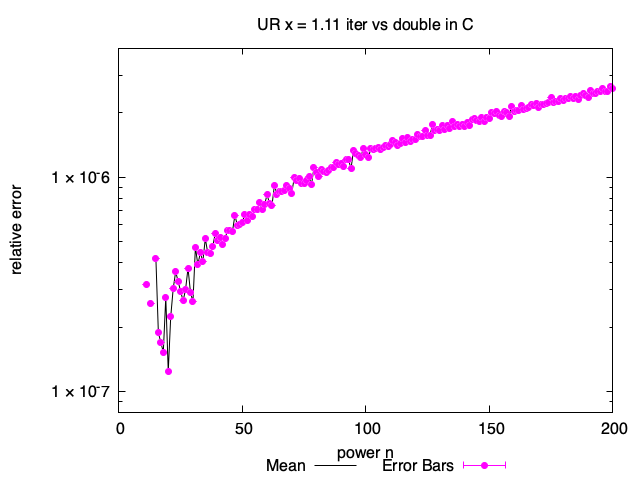 UR x = 1.11 iter vs double in C
relative error
1 × 10-6
1 × 10-7
0 50 100 150 200
power n
Mean Error Bars